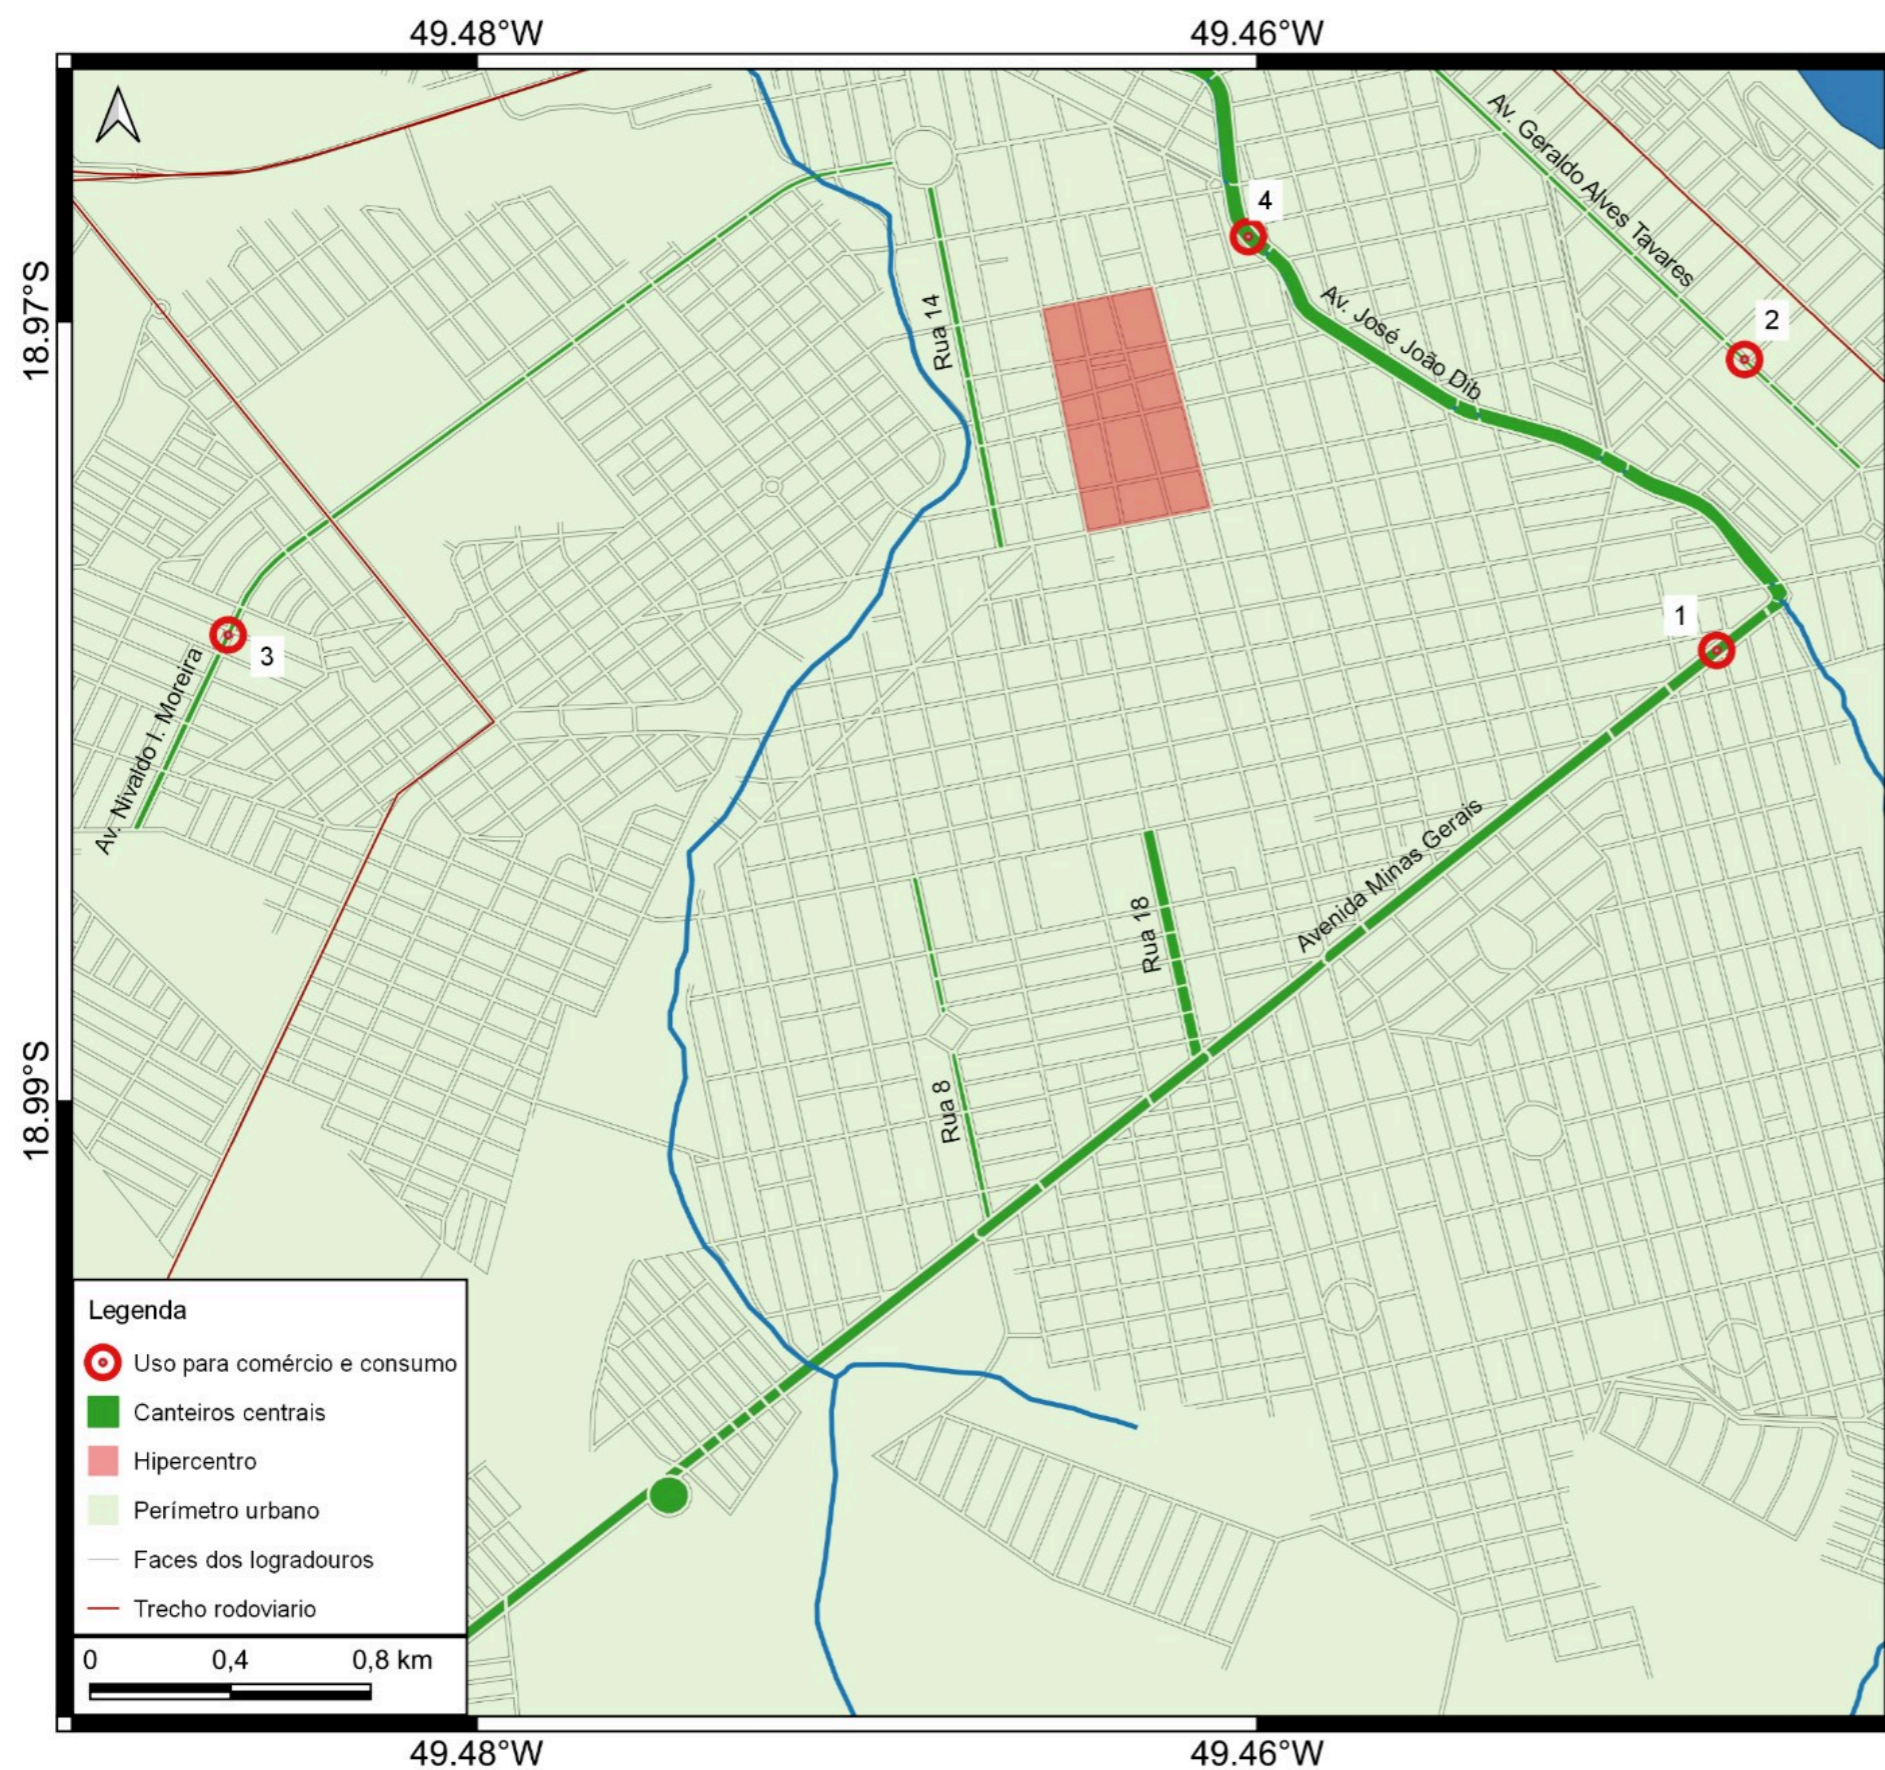 49.48°W
49.46°W
Av. Geraldo Alves Tavares
4
18.97°S
Rua 14
Av. José João Dib
2
1
3
Av. Nivaldo I. Moreira
Avenida Minas Gerais
Rua 18
18.99°S
Rua 8
Legenda
Uso para comércio e consumo
Canteiros centrais
Hipercentro
Perímetro urbano
Faces dos logradouros
Trecho rodoviario
0 0,4 0,8 km
49.48°W
49.46°W